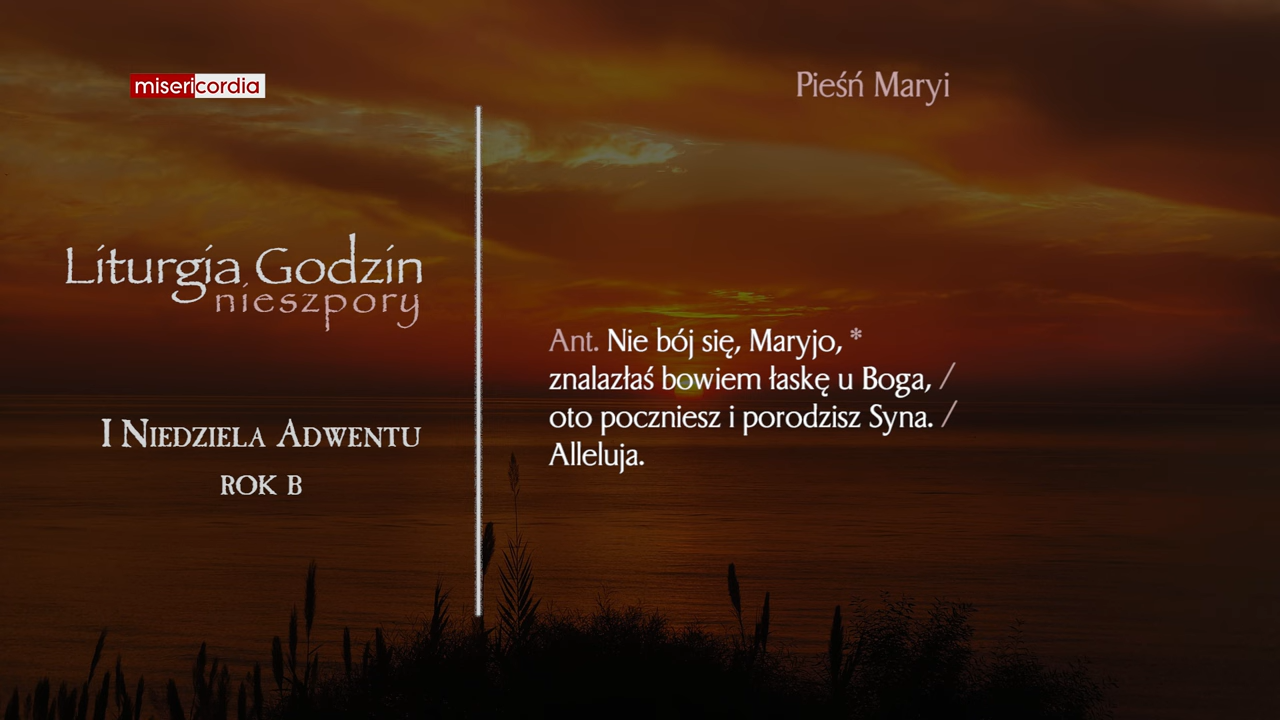 misericordia
Pieśń Maryi
Liturgia Godzin
nieszpory
I Niedziela Adwentu
ROK B
Ant. Nie bój się, Maryjo, *
znalazłaś bowiem łaskę u Boga, /
oto poczniesz i porodzisz Syna. /
Alleluja.